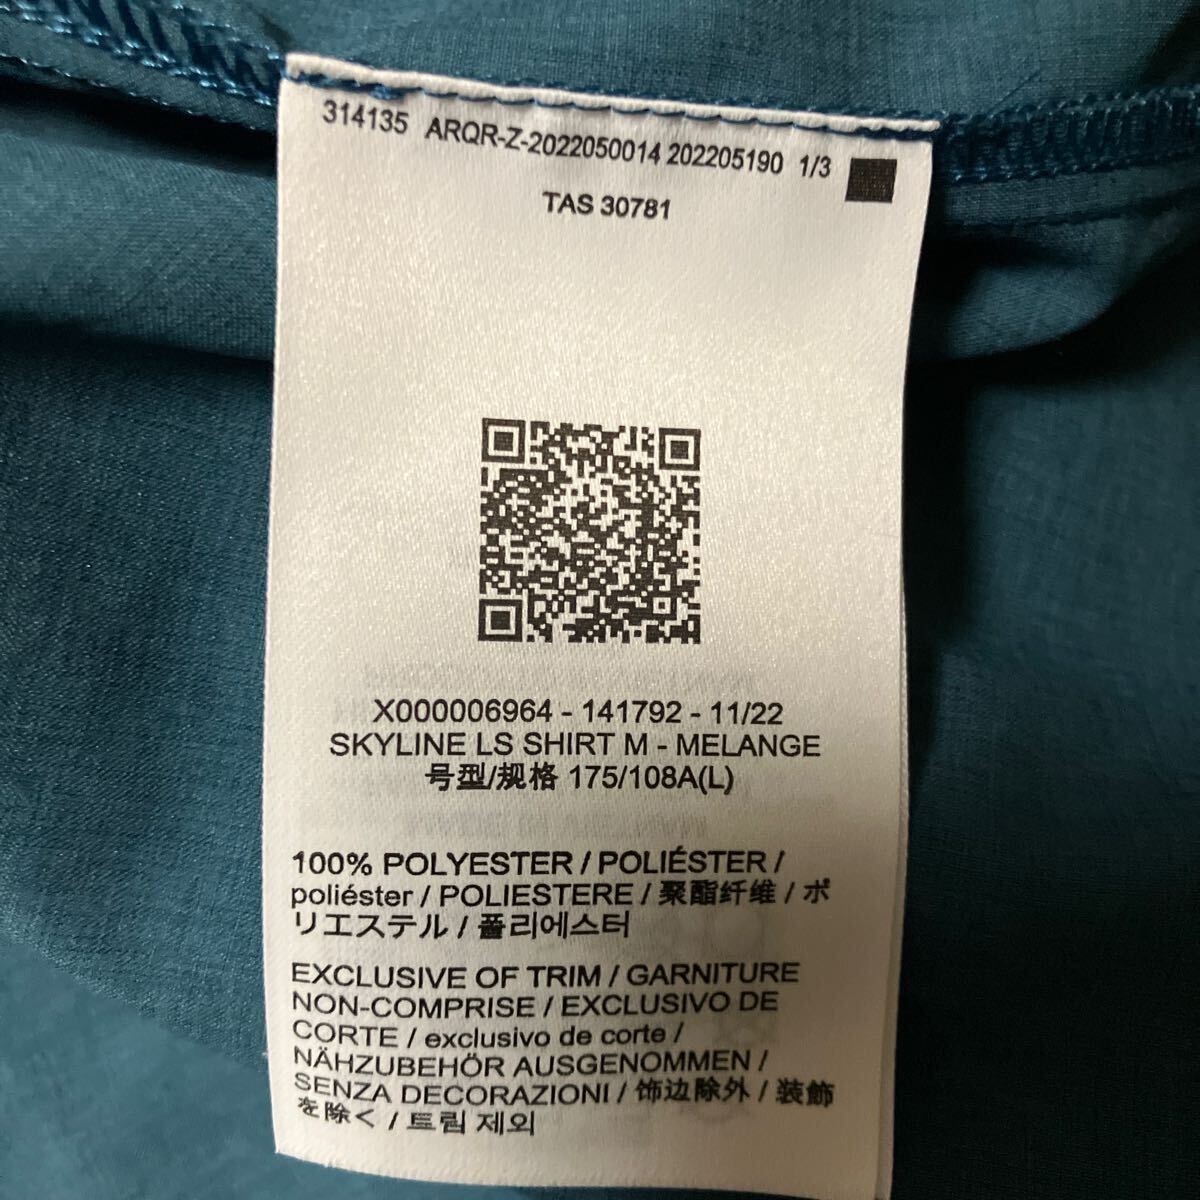 314135 ARQR-Z-2022050014 202205190 1/3
TAS 30781
X000006964 - 141792 - 11/22
SKYLINE LS SHIRT M - MELANGE
号型/规格 175/108A(L)
100% POLYESTER / POLIÉSTER /
poliéster / POLIESTERE / 聚酯纤维 / ポ
リエステル / 폴리에스터
EXCLUSIVE OF TRIM / GARNITURE
NON-COMPRISE / EXCLUSIVO DE
CORTE / exclusivo de corte /
NÄHZUBEHÖR AUSGENOMMEN /
SENZA DECORAZIONI / 饰边除外 / 装飾
を除く / 트림 제외